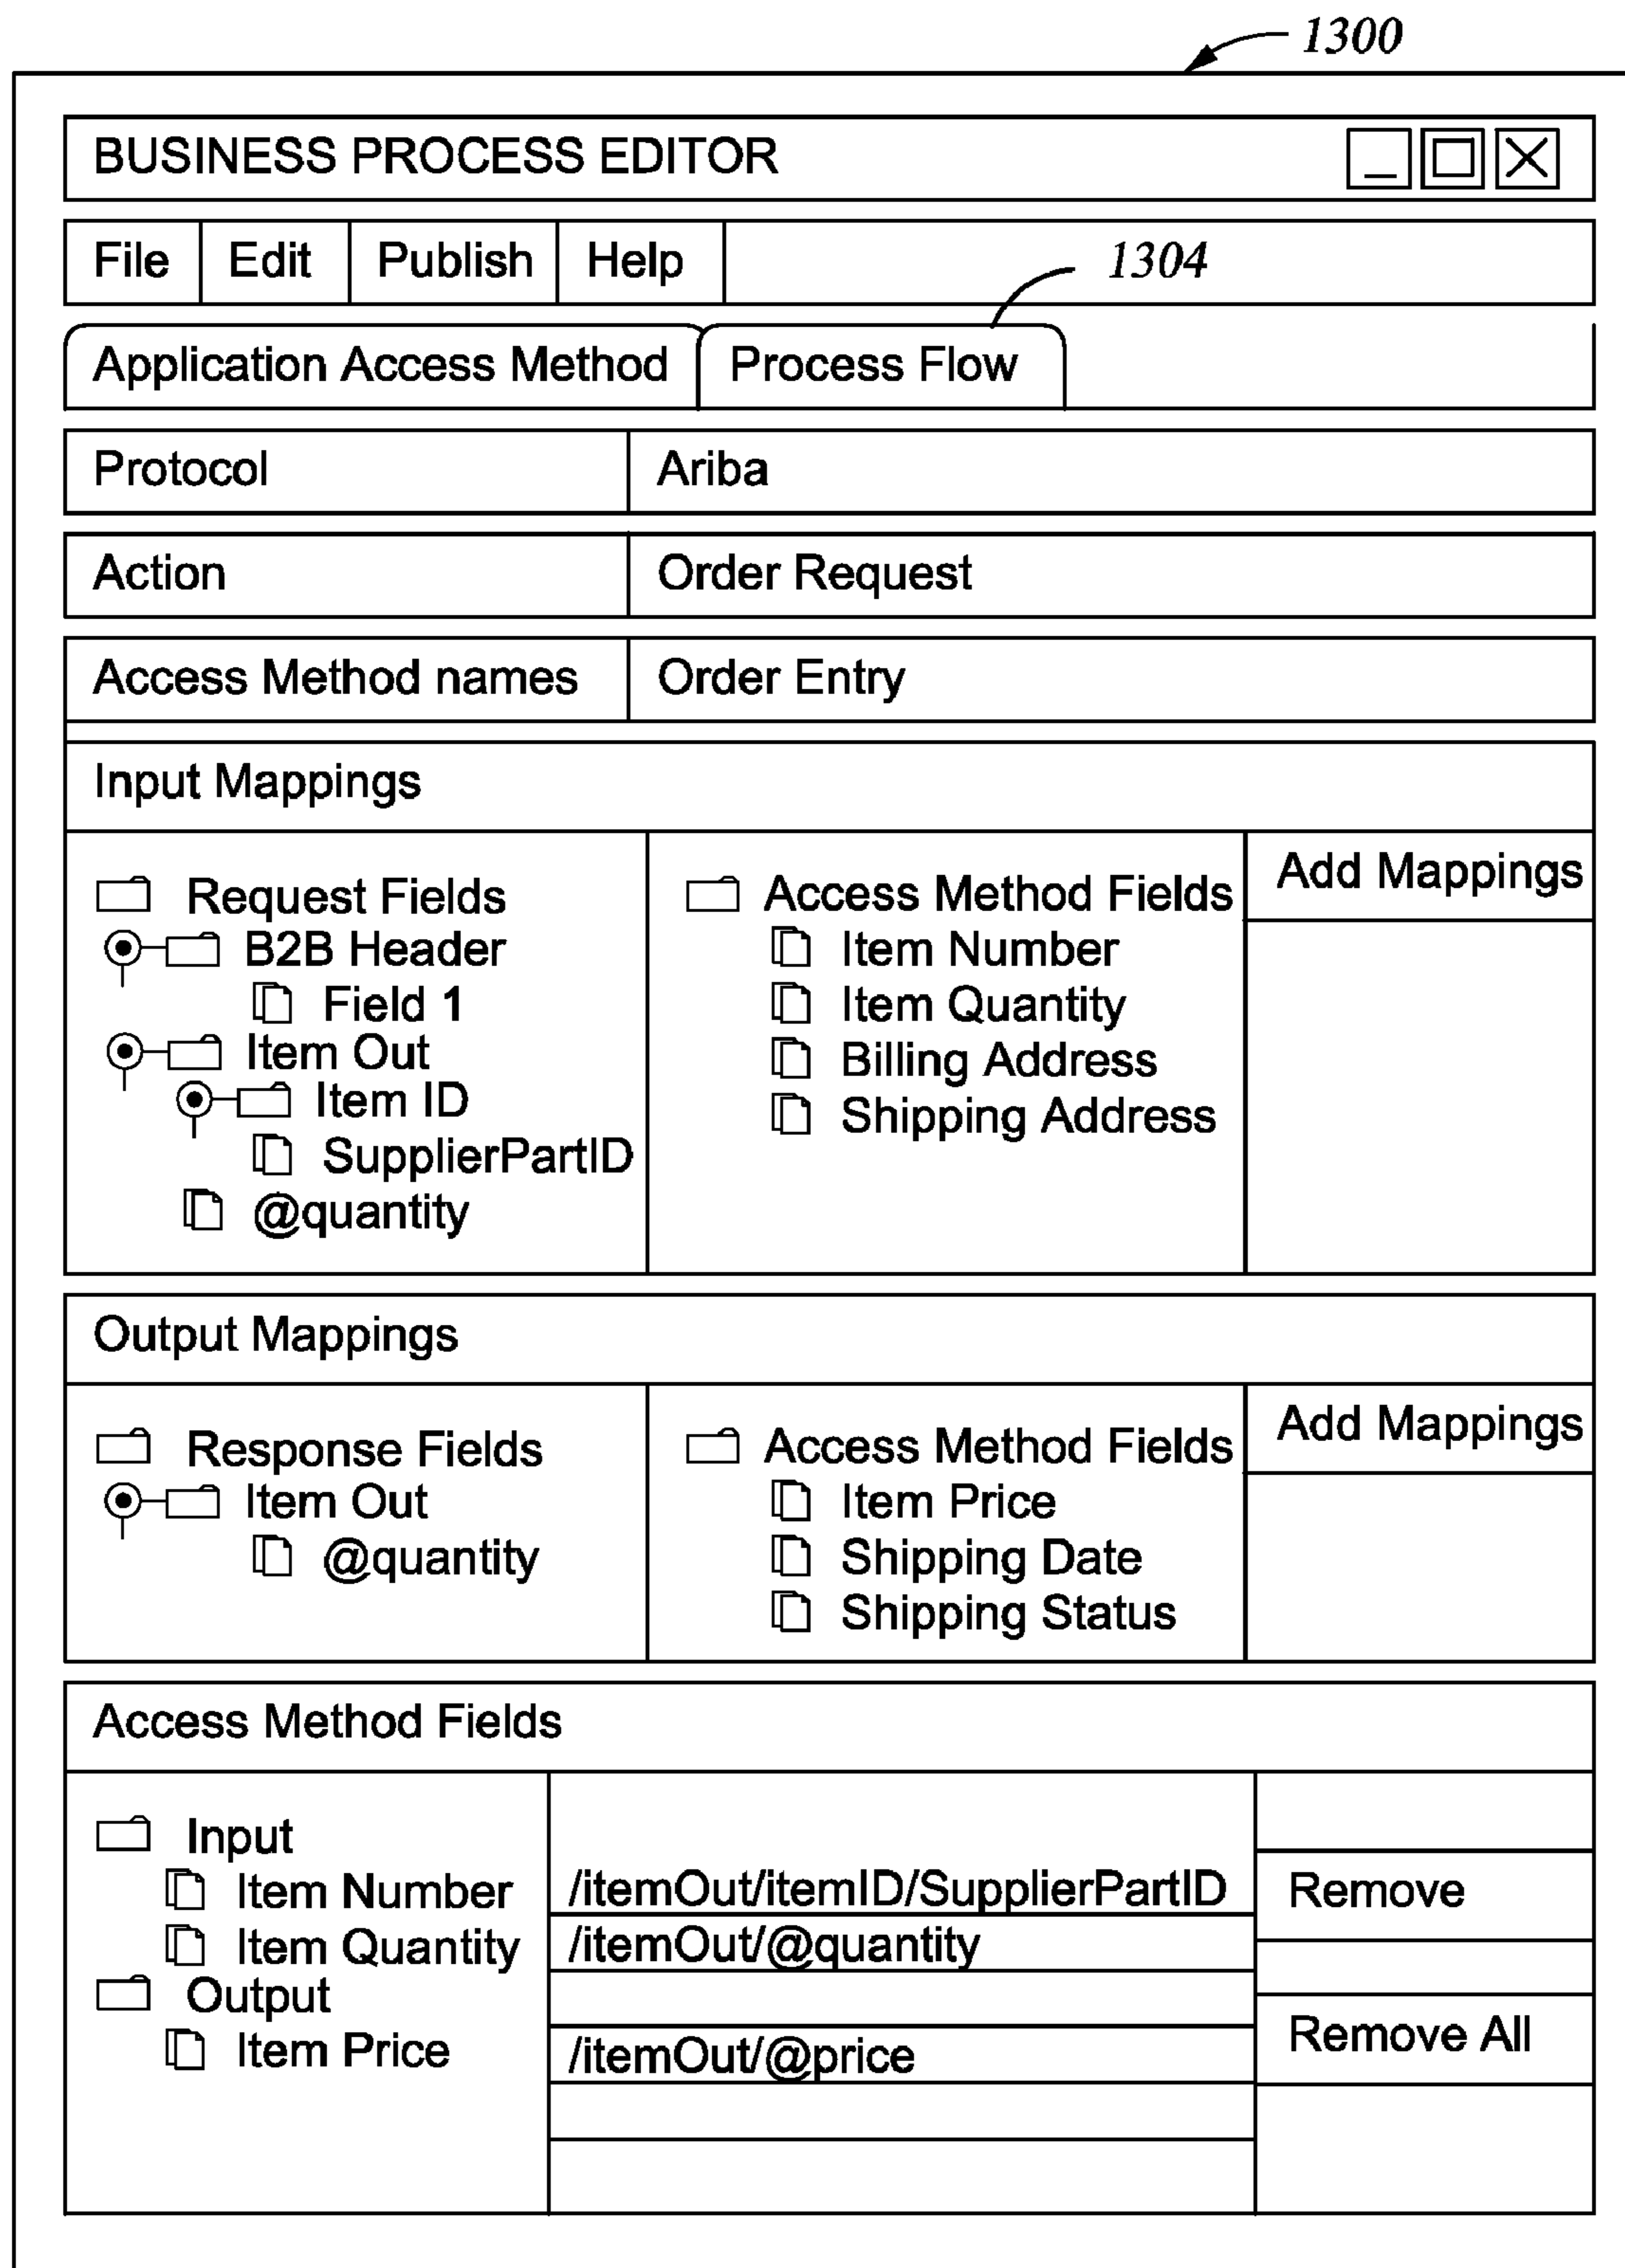 1300
BUSINESS PROCESS EDITOR
File Edit Publish Help
1304
Application Access Method Process Flow
Protocol Ariba
Action Order Request
Access Method names Order Entry
Input Mappings
Request Fields
B2B Header
Field 1
Item Out
Item ID
SupplierPartID
@quantity
Access Method Fields
Item Number
Item Quantity
Billing Address
Shipping Address
Add Mappings
Output Mappings
Response Fields
Item Out
@quantity
Access Method Fields
Item Price
Shipping Date
Shipping Status
Add Mappings
Access Method Fields
Input
Item Number /itemOut/itemID/SupplierPartID
Item Quantity /itemOut/@quantity
Output
Item Price /itemOut/@price
Remove
Remove All